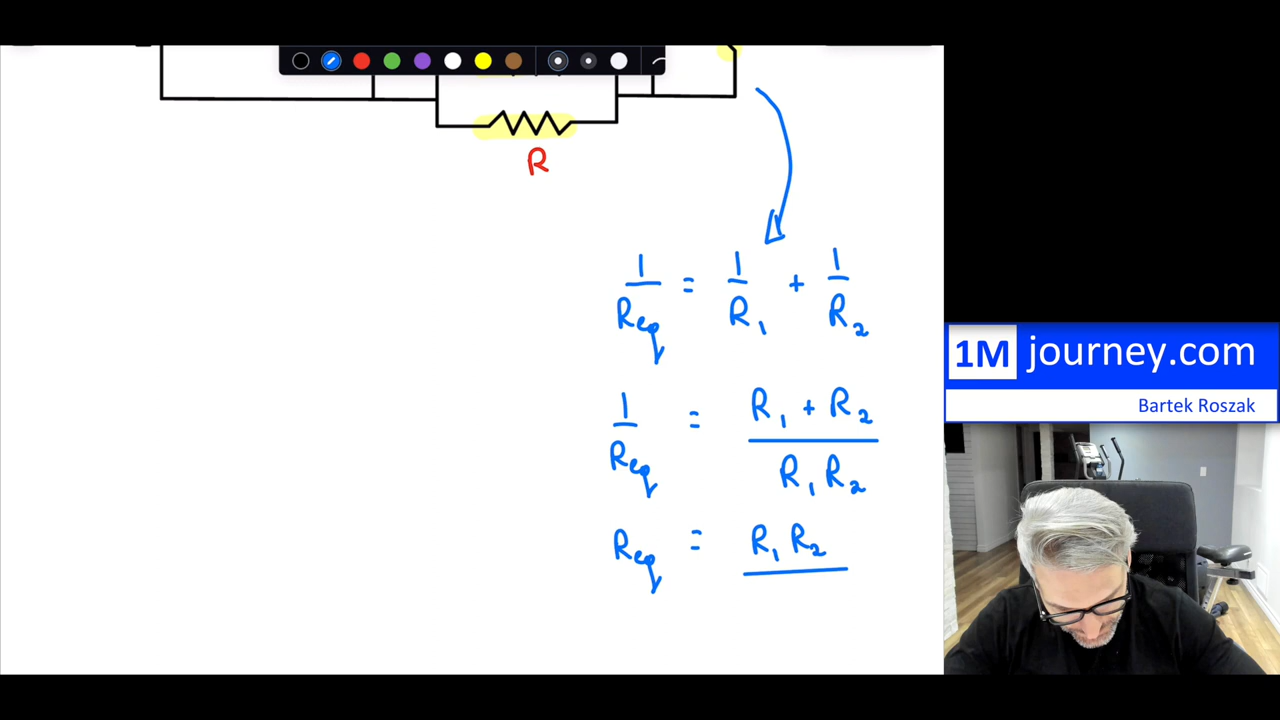 R
1/Req = 1/R₁ + 1/R₂
1/Req = R₁ + R₂/R₁R₂
Req = R₁R₂
1M journey.com
Bartek Roszak